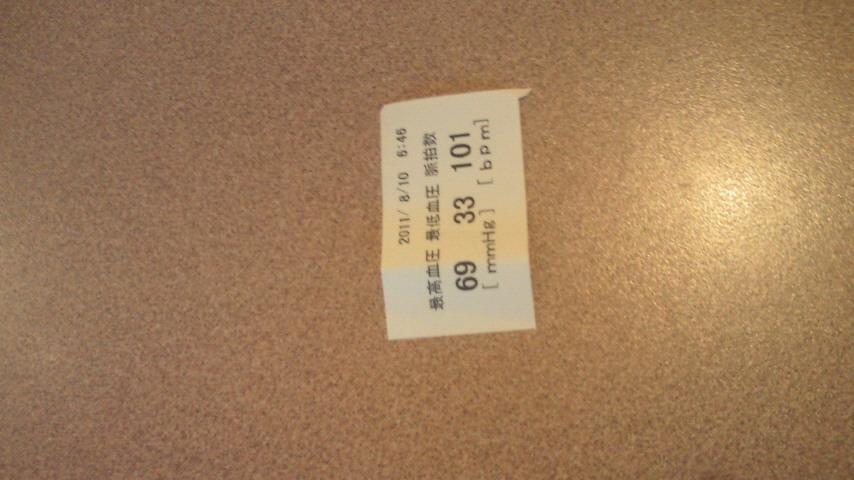 2011/ 8/10 6:46
最高血圧 最低血圧 脈拍数
69 33 101
[ mmHg ] [ bpm]